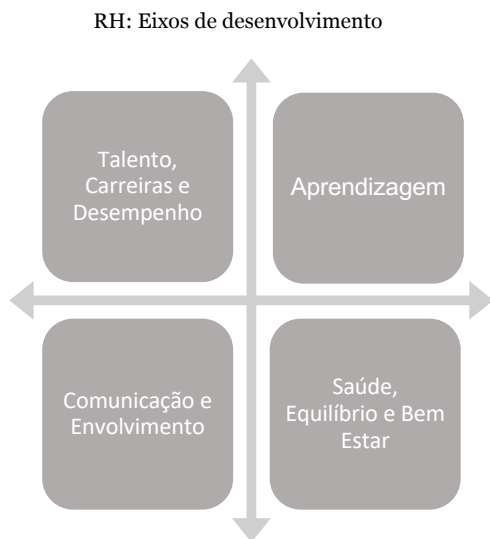 RH: Eixos de desenvolvimento
Talento,
Carreiras e
Desempenho
Aprendizagem
Comunicação e
Envolvimento
Saúde,
Equilíbrio e Bem
Estar